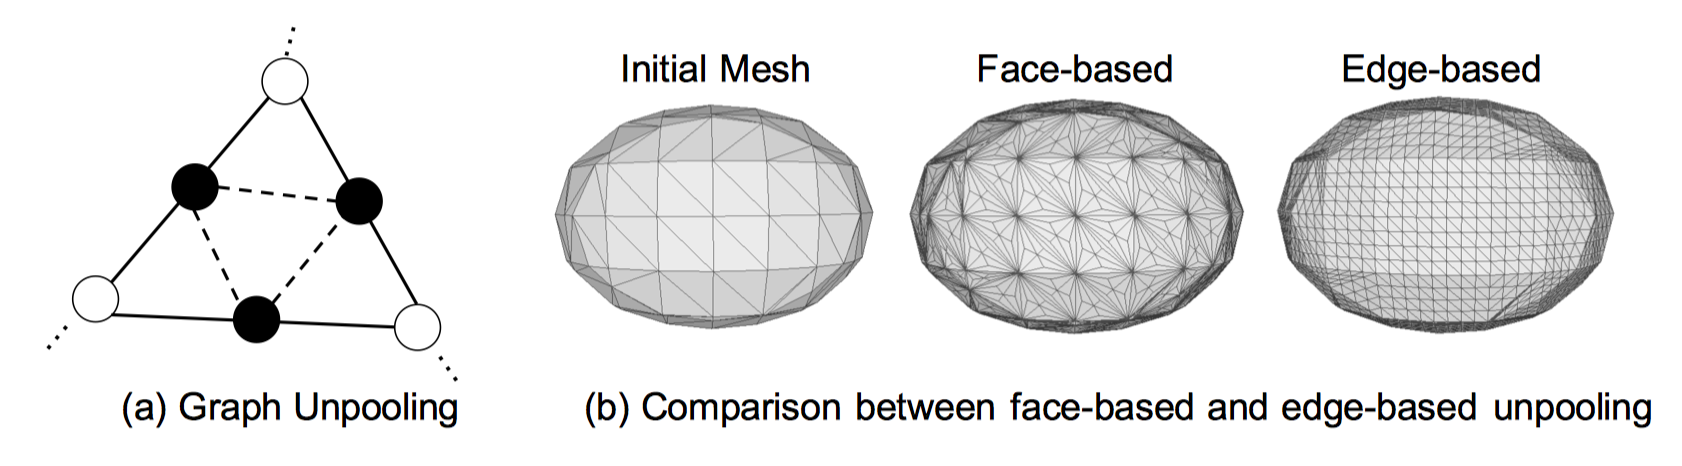 Initial Mesh
Face-based
Edge-based
(a) Graph Unpooling
(b) Comparison between face-based and edge-based unpooling